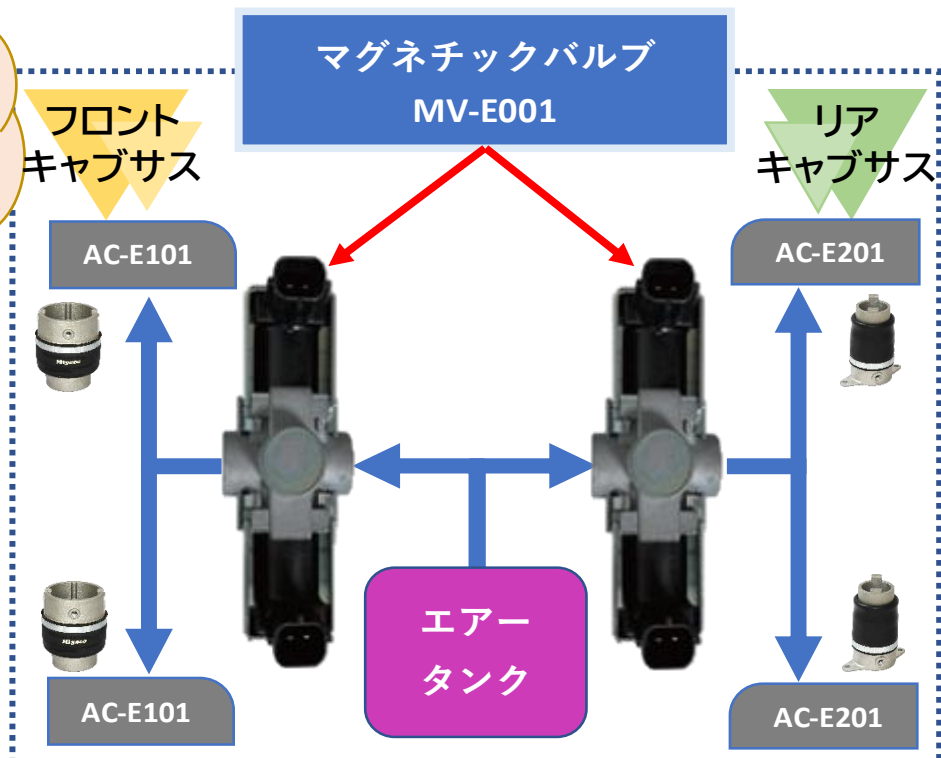 マグネチックバルブ
MV-E001
フロント
キャブサス
リア
キャブサス
AC-E101
AC-E201
Miyaco
Miyaco
エアー
タンク
AC-E101
AC-E201